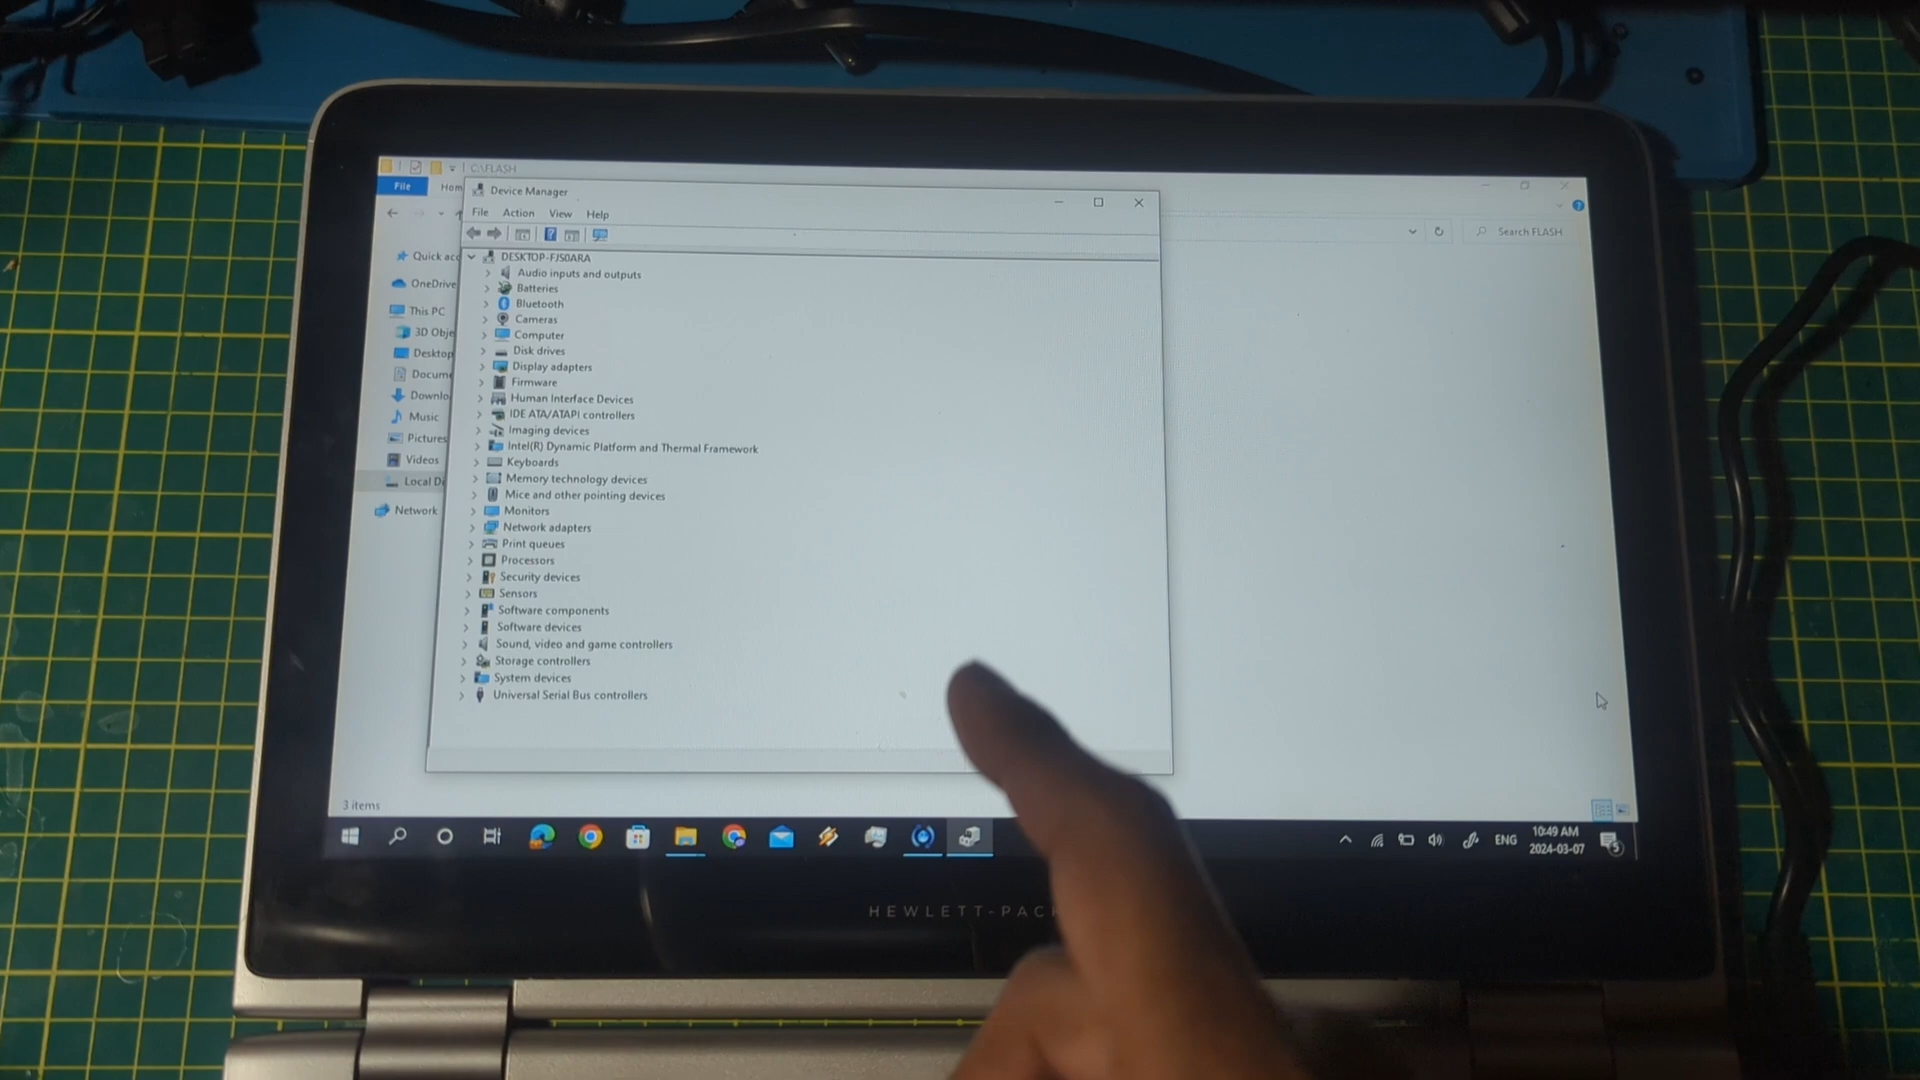 C:\FLASH
File Hom
Search FLASH
Quick acc
OneDrive
This PC
3D Obje
Desktop
Docume
Downlo
Music
Pictures
Videos
Local Di
Network
3 items
Device Manager
File Action View Help
DESKTOP-FJS0ARA
Audio inputs and outputs
Batteries
Bluetooth
Cameras
Computer
Disk drives
Display adapters
Firmware
Human Interface Devices
IDE ATA/ATAPI controllers
Imaging devices
Intel(R) Dynamic Platform and Thermal Framework
Keyboards
Memory technology devices
Mice and other pointing devices
Monitors
Network adapters
Print queues
Processors
Security devices
Sensors
Software components
Software devices
Sound, video and game controllers
Storage controllers
System devices
Universal Serial Bus controllers
ENG
10:49 AM
2024-03-07
5
HEWLETT-PAC